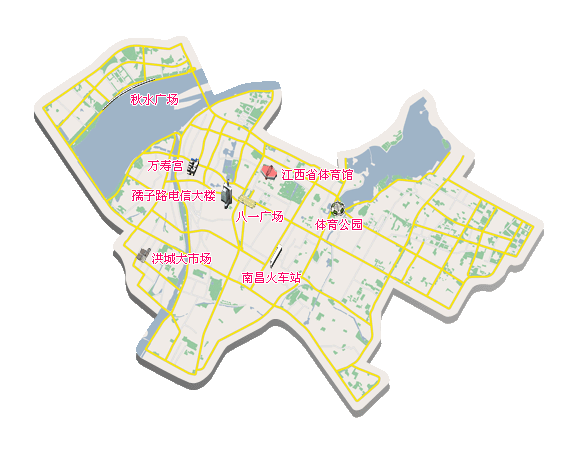 秋水广场
万寿宫
江西省体育馆
孺子路电信大楼
八一广场
体育公园
洪城大市场
南昌火车站